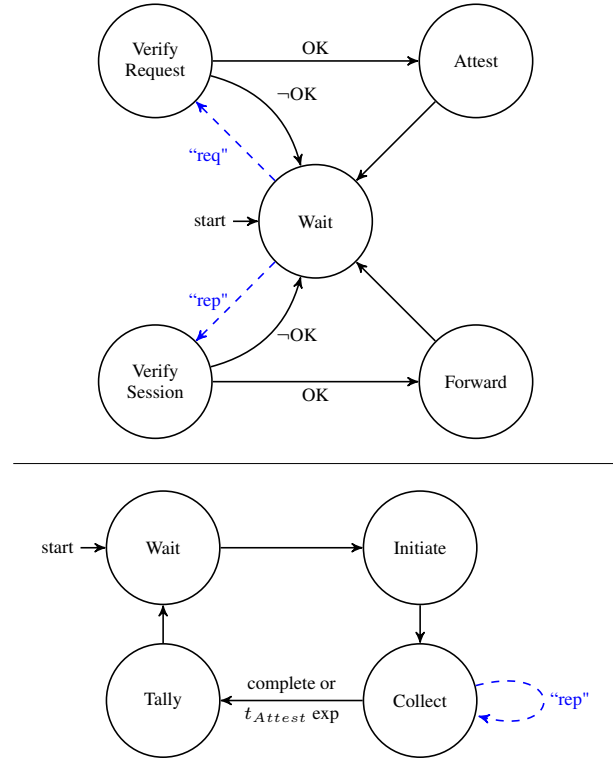 Verify
Request
OK
Attest
¬OK
“req"
start
Wait
“rep"
¬OK
Verify
Session
OK
Forward
start
Wait
Initiate
Tally
complete or
t_Attest exp
Collect
“rep"